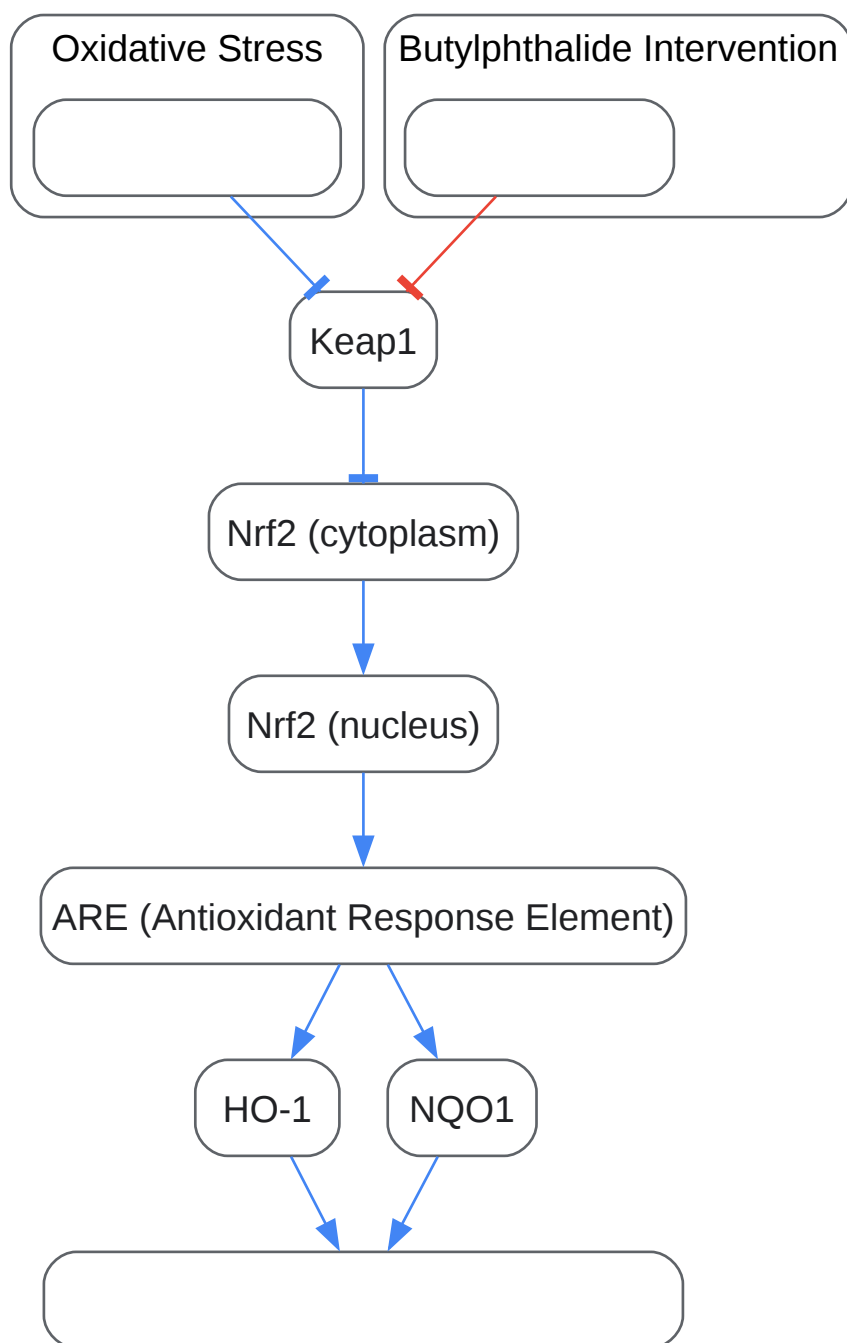 Oxidative Stress
Butylphthalide Intervention
Keap1
Nrf2 (cytoplasm)
Nrf2 (nucleus)
ARE (Antioxidant Response Element)
HO-1
NQO1